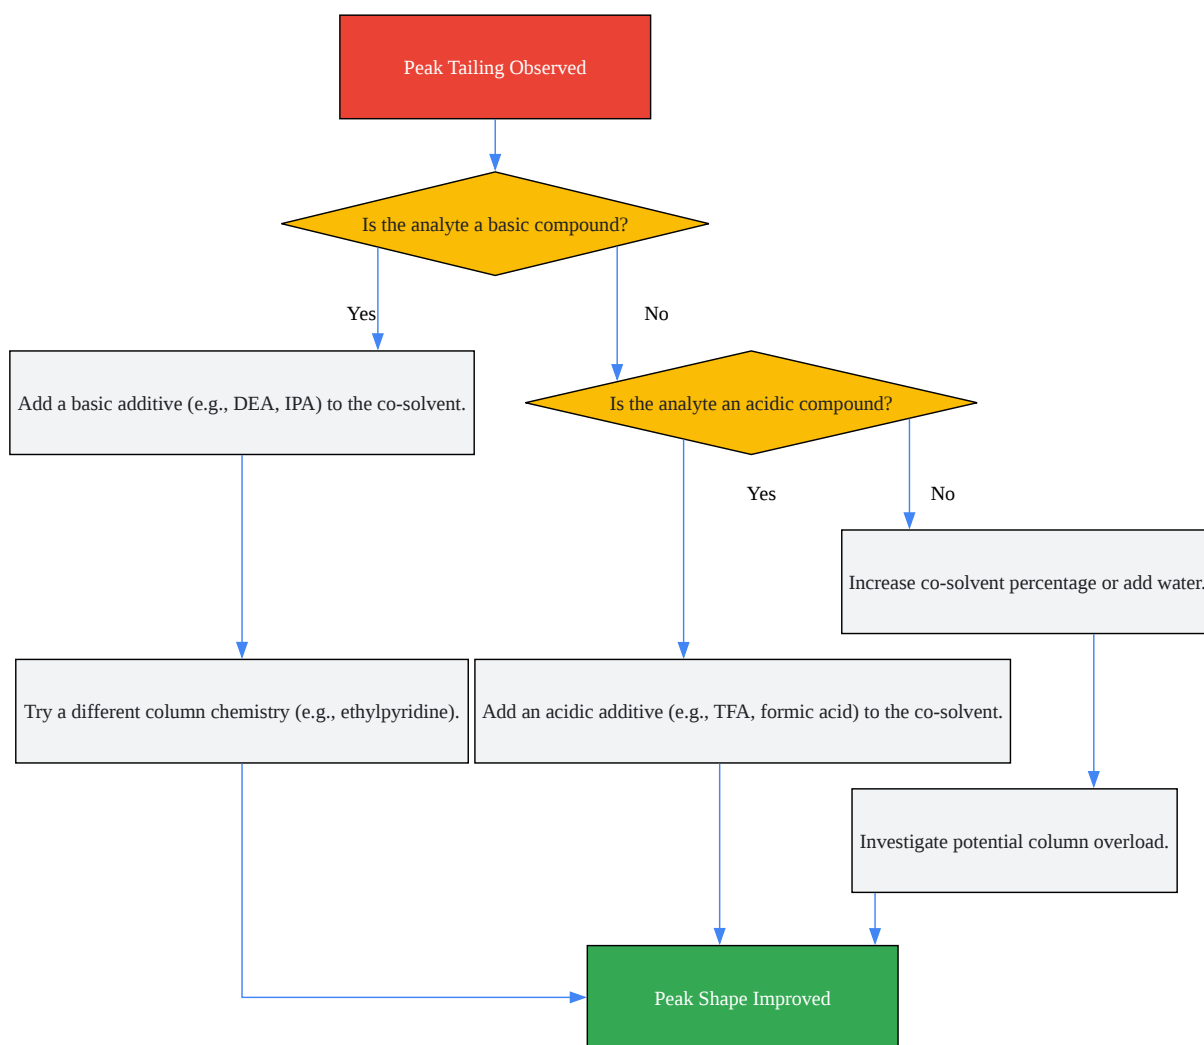 Peak Tailing Observed
Is the analyte a basic compound?
Yes
No
Add a basic additive (e.g., DEA, IPA) to the co-solvent.
Is the analyte an acidic compound?
Yes
No
Increase co-solvent percentage or add water.
Try a different column chemistry (e.g., ethylpyridine).
Add an acidic additive (e.g., TFA, formic acid) to the co-solvent.
Investigate potential column overload.
Peak Shape Improved